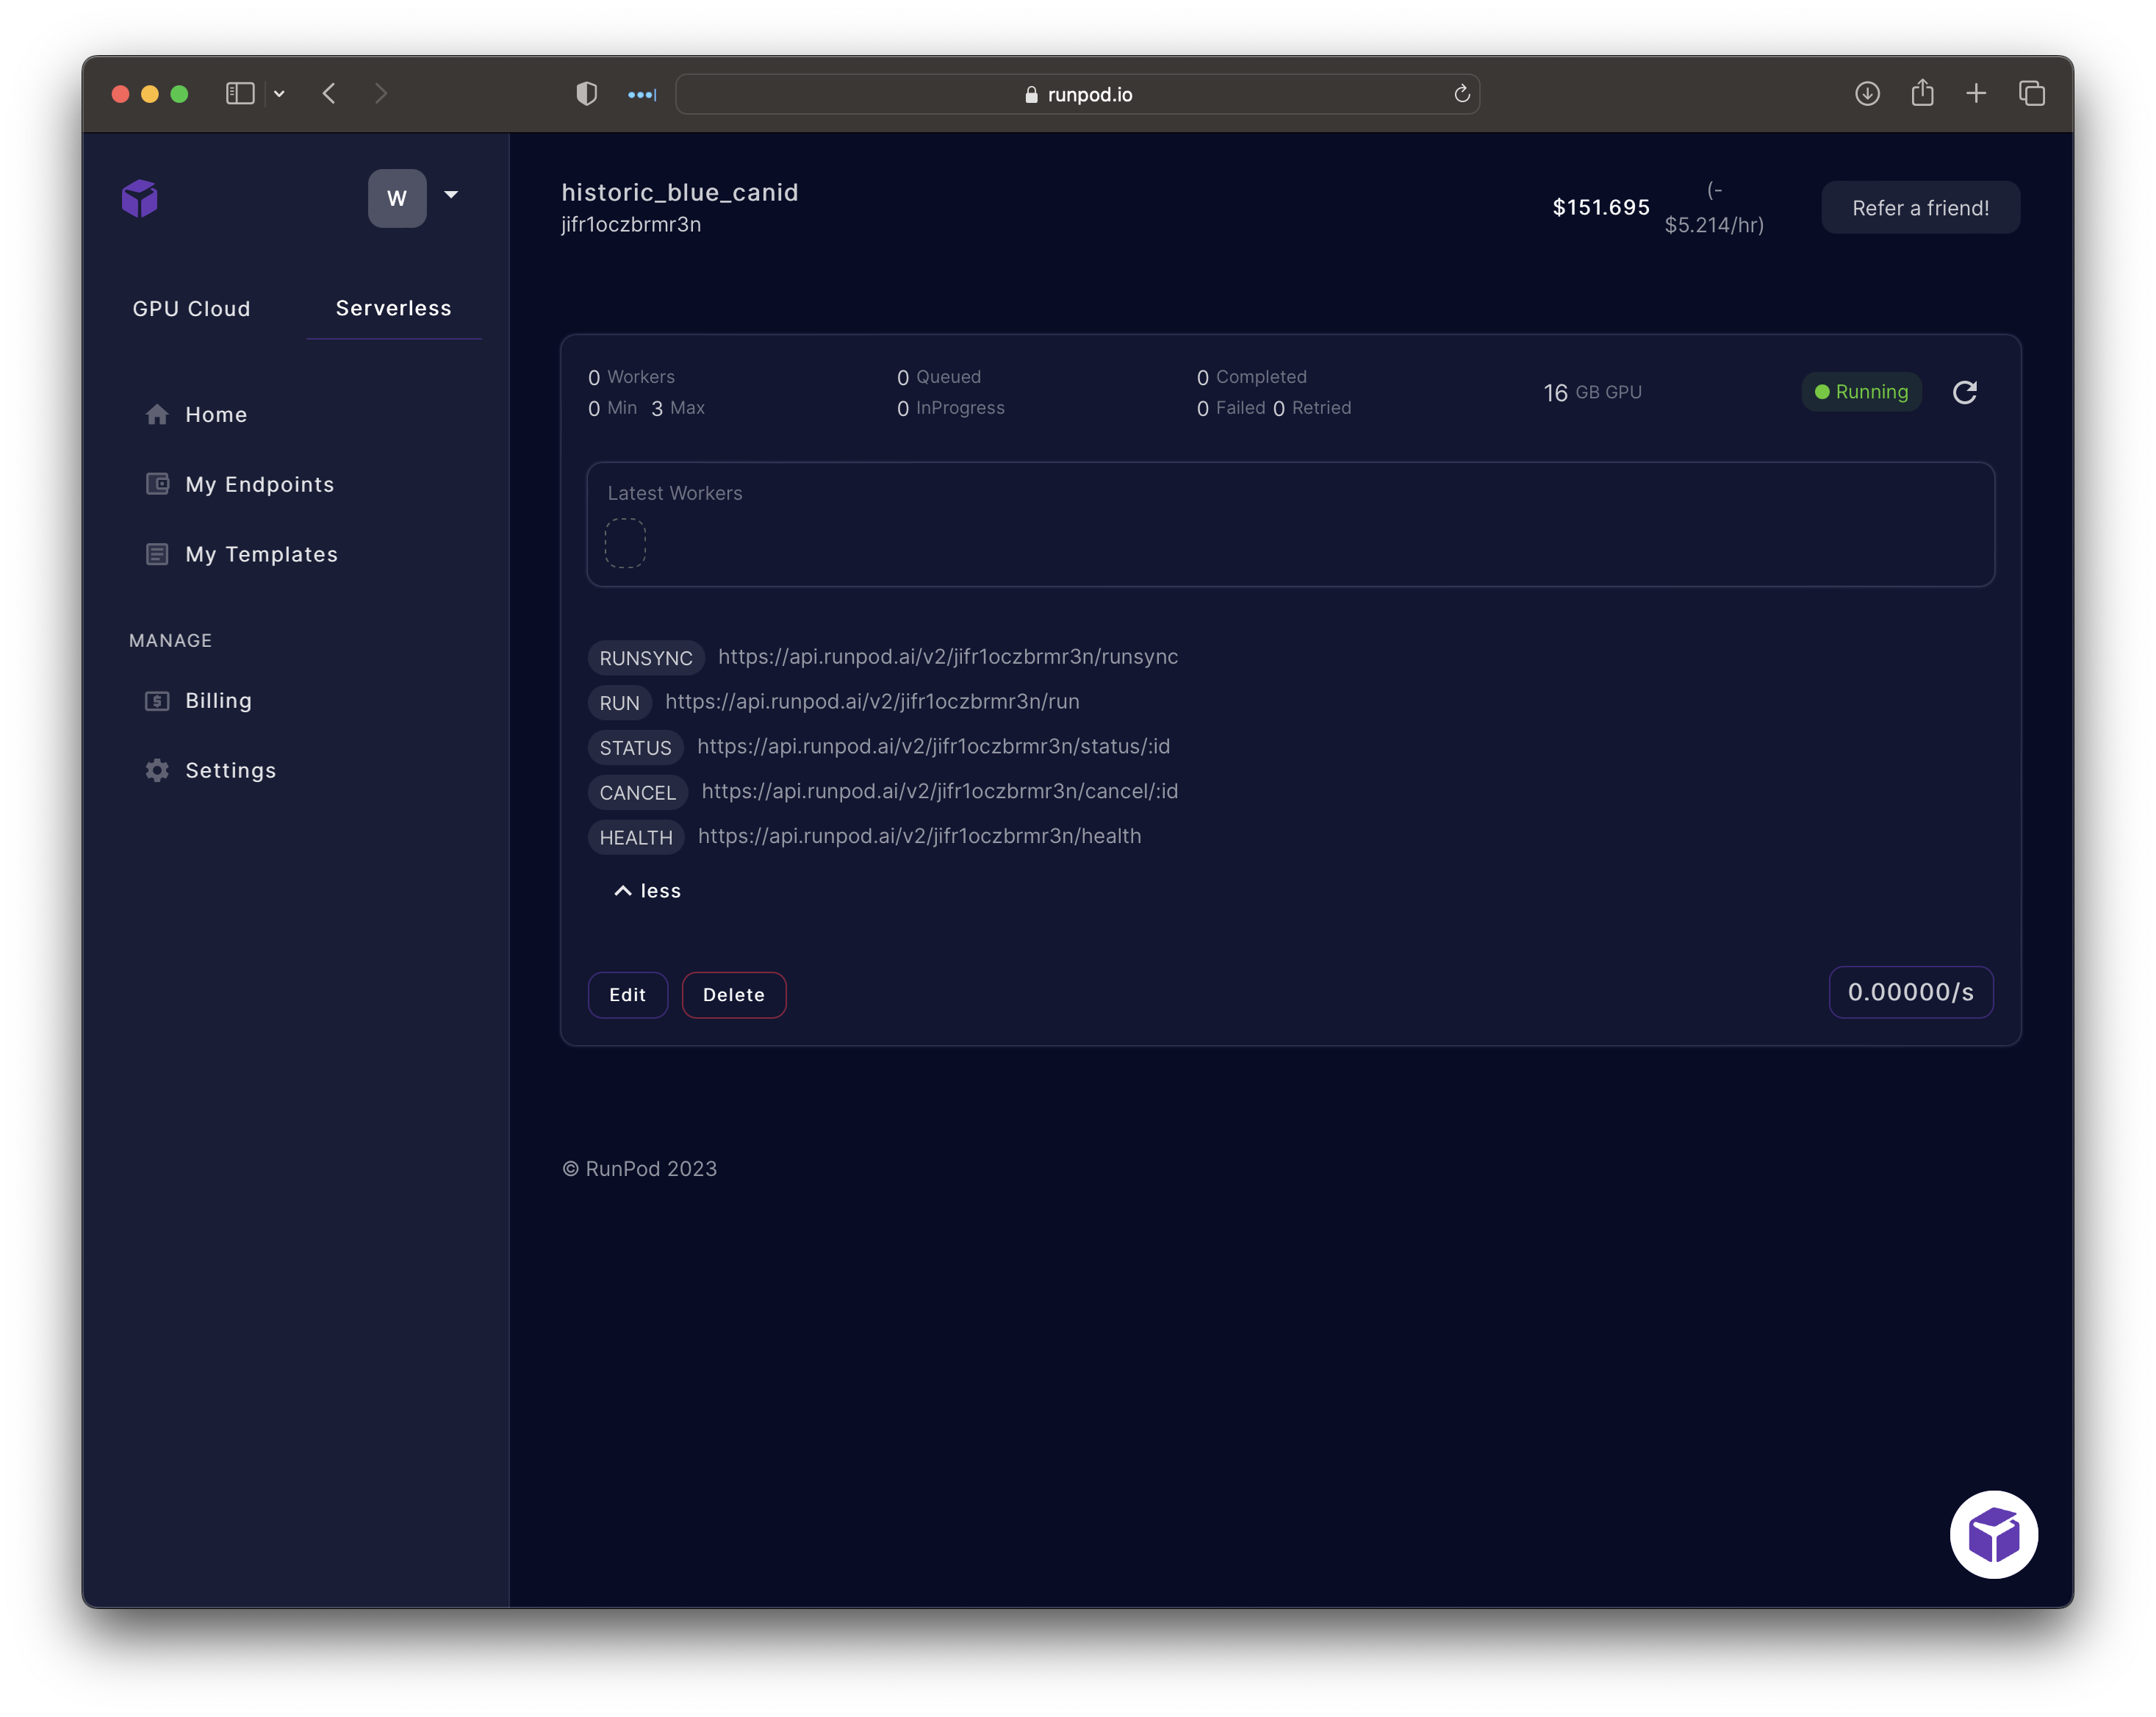 runpod.io
W
GPU Cloud
Serverless
Home
My Endpoints
My Templates
MANAGE
Billing
Settings
historic_blue_canid
jifr1oczbrmr3n
$151.695
(-
$5.214/hr)
Refer a friend!
0 Workers
0 Min 3 Max
0 Queued
0 InProgress
0 Completed
0 Failed 0 Retried
16 GB GPU
Running
Latest Workers
RUNSYNC https://api.runpod.ai/v2/jifr1oczbrmr3n/runsync
RUN https://api.runpod.ai/v2/jifr1oczbrmr3n/run
STATUS https://api.runpod.ai/v2/jifr1oczbrmr3n/status/:id
CANCEL https://api.runpod.ai/v2/jifr1oczbrmr3n/cancel/:id
HEALTH https://api.runpod.ai/v2/jifr1oczbrmr3n/health
less
Edit
Delete
0.00000/s
© RunPod 2023